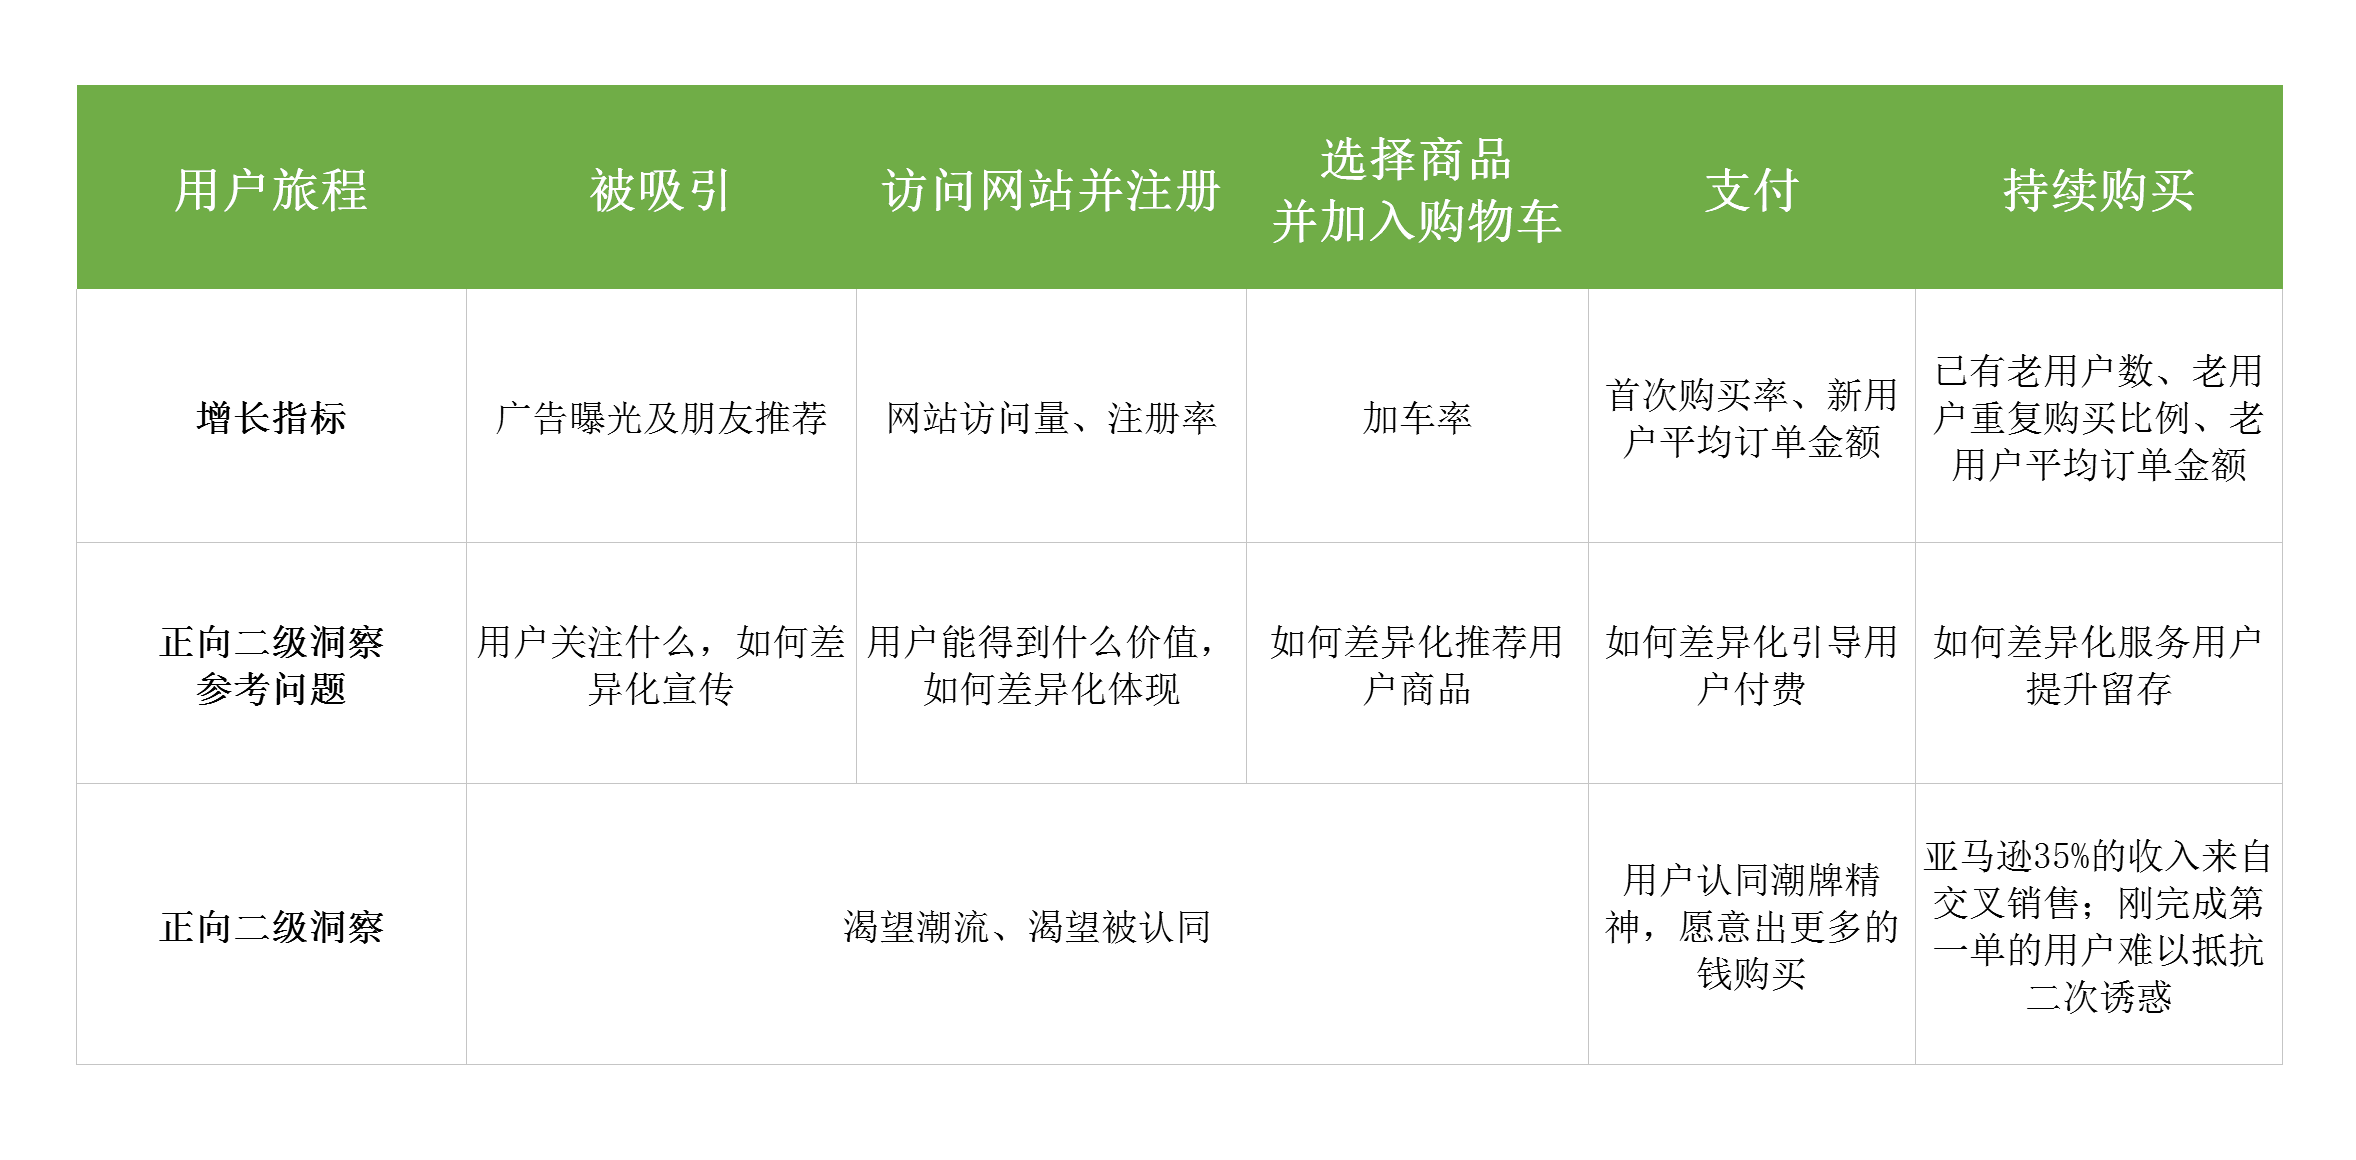 用户旅程
被吸引
访问网站并注册
选择商品
并加入购物车
支付
持续购买
增长指标
广告曝光及朋友推荐
网站访问量、注册率
加车率
首次购买率、新用
户平均订单金额
已有老用户数、老用
户重复购买比例、老
用户平均订单金额
正向二级洞察
参考问题
用户关注什么，如何差
异化宣传
用户能得到什么价值，
如何差异化体现
如何差异化推荐用
户商品
如何差异化引导用
户付费
如何差异化服务用户
提升留存
正向二级洞察
渴望潮流、渴望被认同
用户认同潮牌精
神，愿意出更多的
钱购买
亚马逊35%的收入来自
交叉销售；刚完成第
一单的用户难以抵抗
二次诱惑